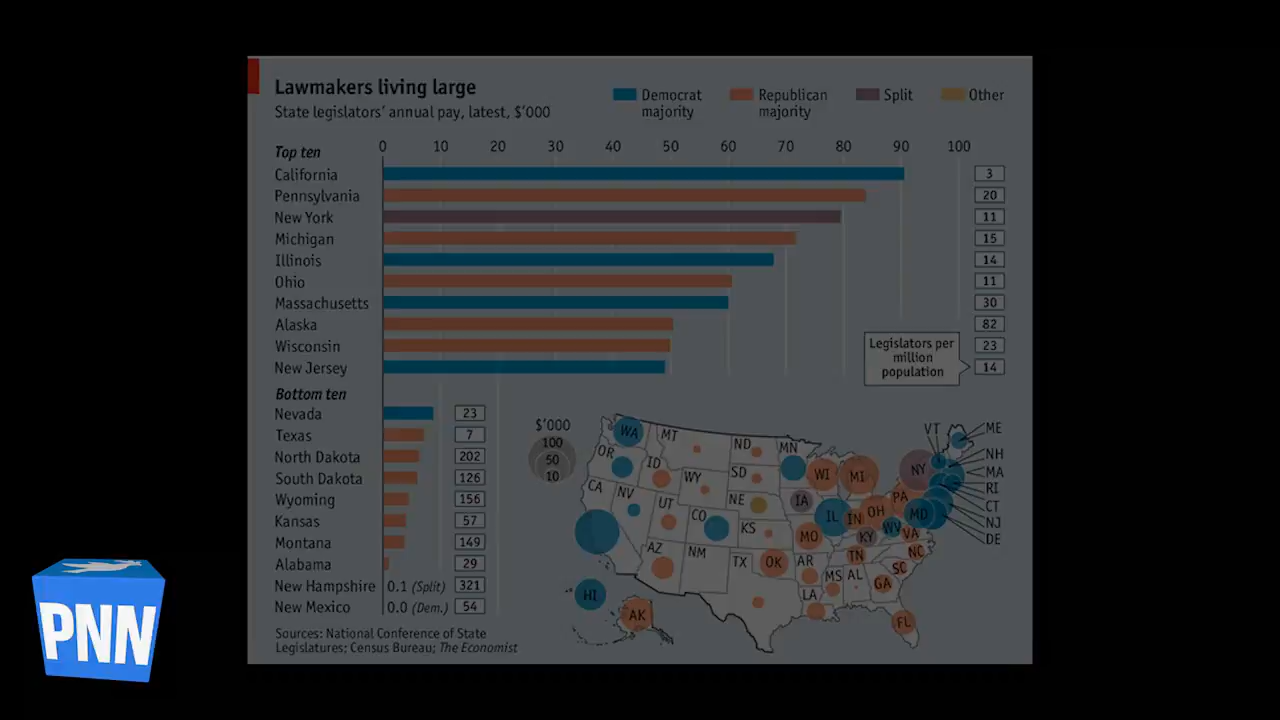 Lawmakers living large
State legislators' annual pay, latest, $'000
Democrat majority
Republican majority
Split
Other
Top ten
0 10 20 30 40 50 60 70 80 90 100
California 3
Pennsylvania 20
New York 11
Michigan 15
Illinois 14
Ohio 11
Massachusetts 30
Alaska 82
Wisconsin 23
New Jersey 14
Legislators per
million
population
Bottom ten
Nevada 23
Texas 7
North Dakota 202
South Dakota 126
Wyoming 156
Kansas 57
Montana 149
Alabama 29
New Hampshire 0.1 (Split) 321
New Mexico 0.0 (Dem.) 54
Sources: National Conference of State
Legislatures; Census Bureau; The Economist
$'000
100
50
10
WA MT ND MN VT ME
OR ID SD WI MI NY NH
CA NV WY NE IA PA MA
UT CO KS IL IN OH MD RI
MO KY WV VA CT
AZ NM TX OK AR TN NC NJ
MS AL GA SC DE
HI AK LA FL
PNN